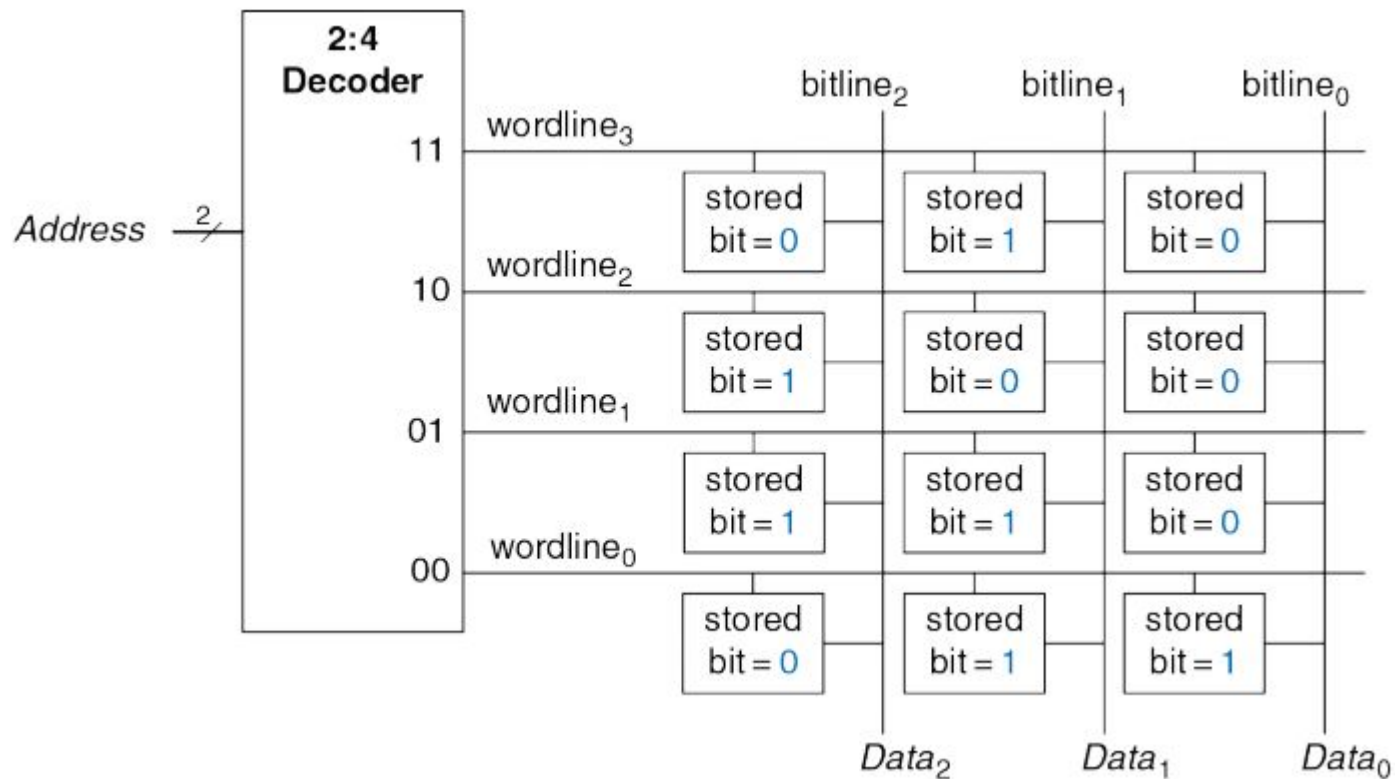 2:4
Decoder
bitline₂ bitline₁ bitline₀
wordline₃
11
stored stored stored
bit = 0 bit = 1 bit = 0
Address 2
wordline₂
10
stored stored stored
bit = 1 bit = 0 bit = 0
wordline₁
01
stored stored stored
bit = 1 bit = 1 bit = 0
wordline₀
00
stored stored stored
bit = 0 bit = 1 bit = 1
Data₂ Data₁ Data₀